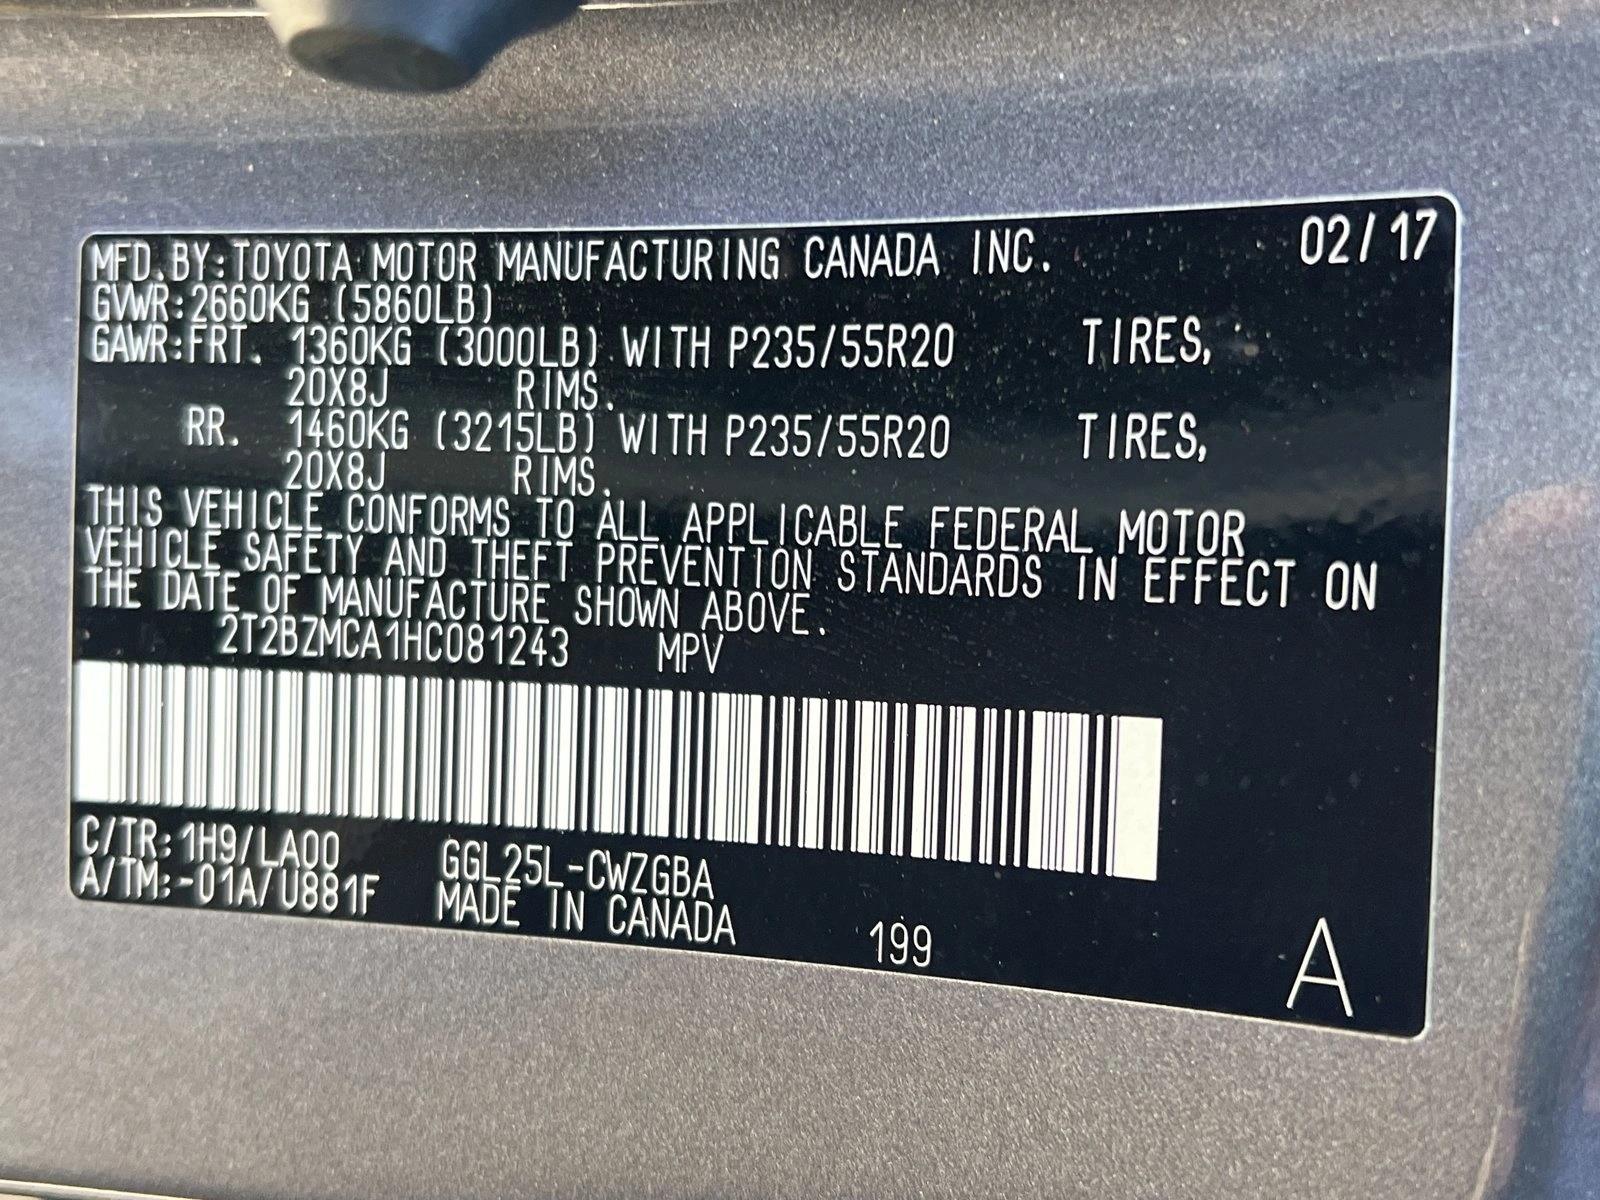 MFD.BY:TOYOTA MOTOR MANUFACTURING CANADA INC. 02/17
GVWR:2660KG (5860LB)
GAWR:FRT. 1360KG (3000LB) WITH P235/55R20 TIRES,
20X8J RIMS.
RR. 1460KG (3215LB) WITH P235/55R20 TIRES,
20X8J RIMS.
THIS VEHICLE CONFORMS TO ALL APPLICABLE FEDERAL MOTOR
VEHICLE SAFETY AND THEFT PREVENTION STANDARDS IN EFFECT ON
THE DATE OF MANUFACTURE SHOWN ABOVE.
2T2BZMCA1HC081243 MPV
C/TR:1H9/LA00 GGL25L-CWZGBA
A/TM:-01A/U881F MADE IN CANADA 199 A